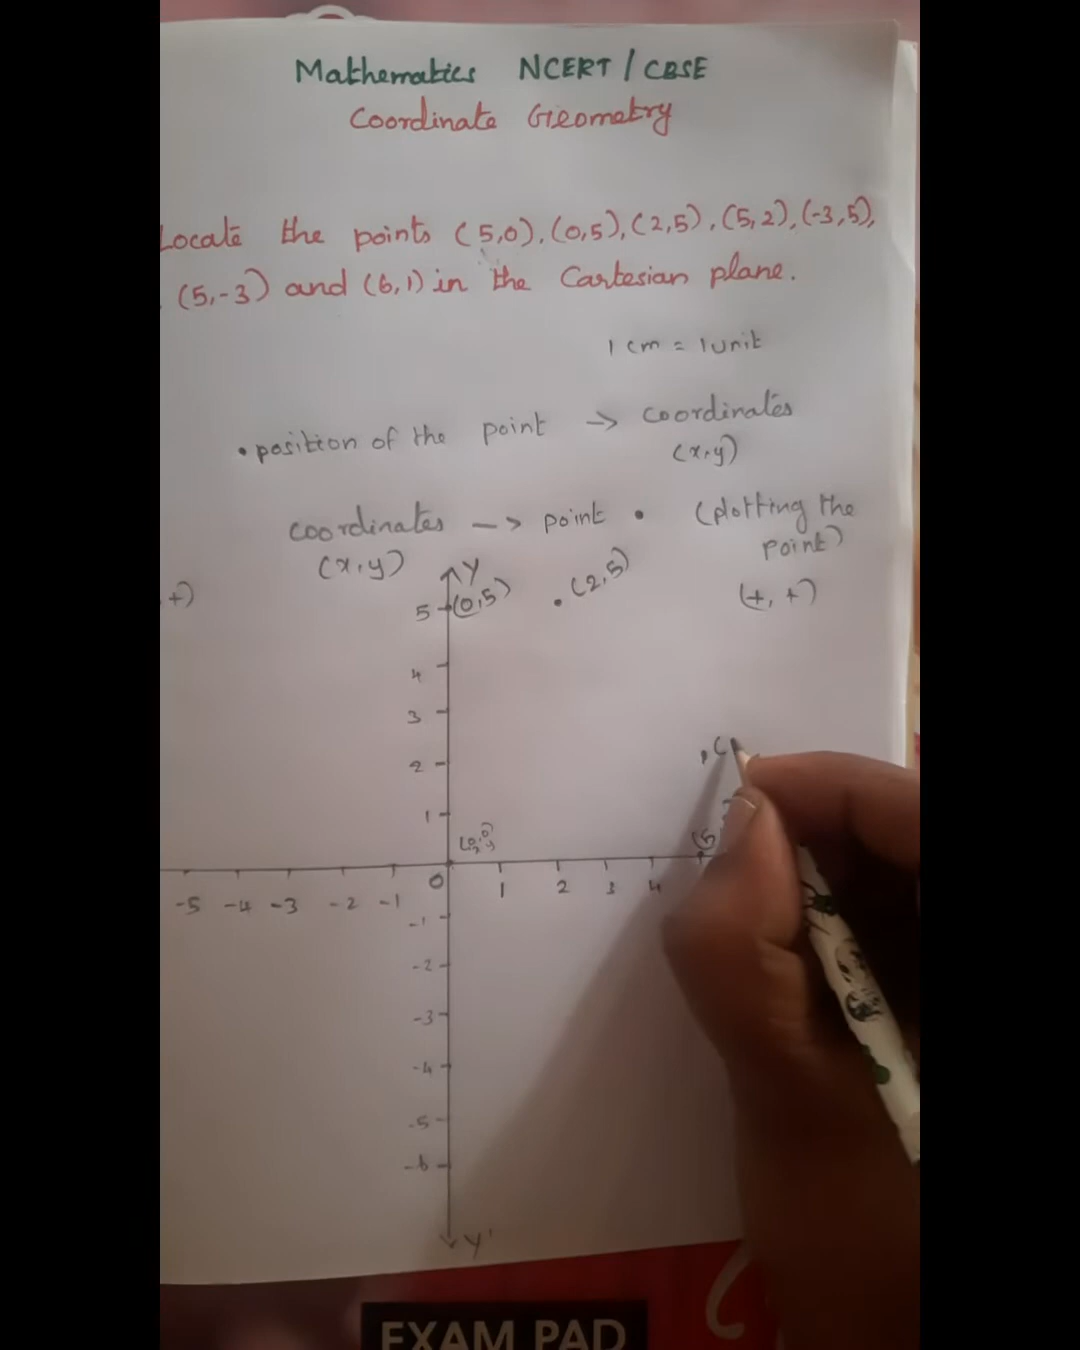 Mathematics NCERT / CBSE
Coordinate Geometry
Locate the points (5,0), (0,5), (2,5), (5,2), (-3,5),
(5,-3) and (6,1) in the Cartesian plane.
1 cm = 1 unit
• position of the point -> coordinates
(x,y)
coordinates --> point • (plotting the
(x,y) point)
+) Y (2,5) (+, +)
5 (0,5)
4
3
2 (
1
(0,0)
x y
(5,
0 1 2 3 4
-5 -4 -3 -2 -1
-1
-2
-3
-4
-5
-6
Y'
EXAM PAD